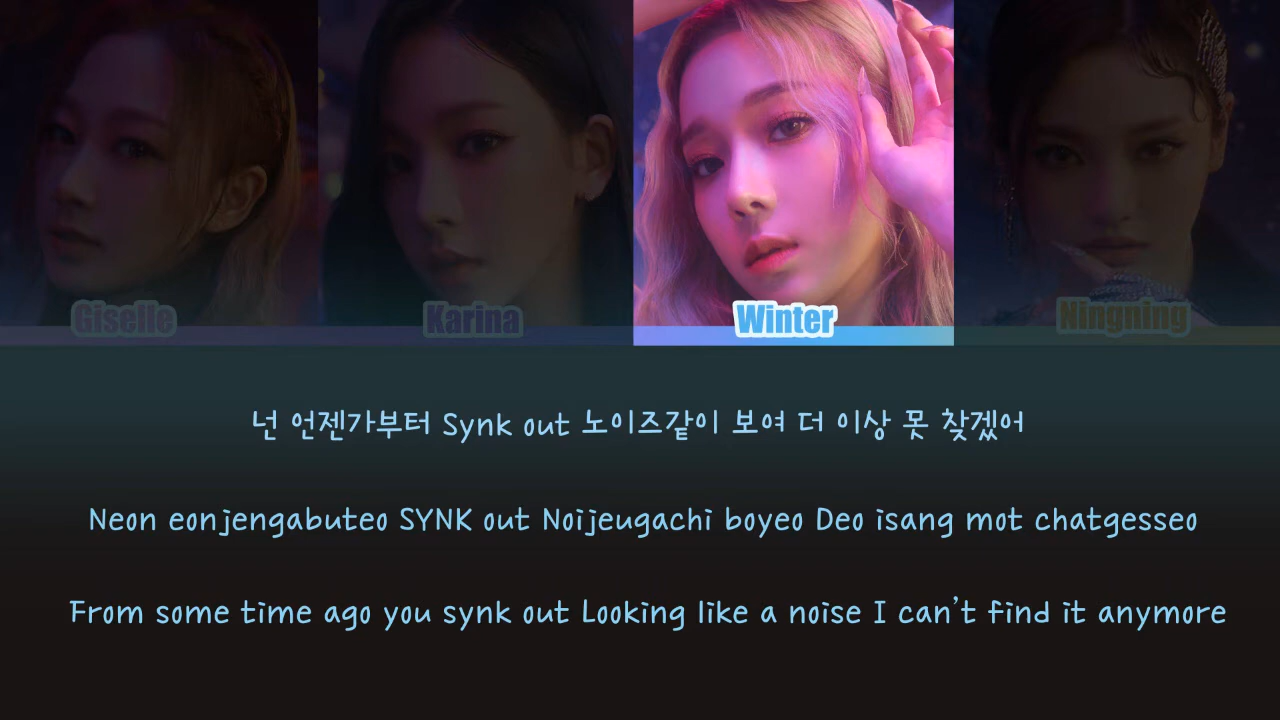 Giselle Karina Winter Ningning
넌 언젠가부터 Synk out 노이즈같이 보여 더 이상 못 찾겠어
Neon eonjengabuteo SYNK out Noijeugachi boyeo Deo isang mot chatgesseo
From some time ago you synk out Looking like a noise I can't find it anymore